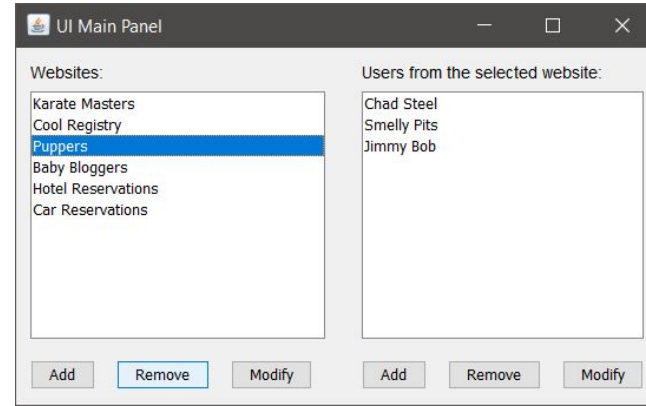 UI Main Panel
Websites:
Karate Masters
Cool Registry
Puppers
Baby Bloggers
Hotel Reservations
Car Reservations
Add Remove Modify
Users from the selected website:
Chad Steel
Smelly Pits
Jimmy Bob
Add Remove Modify